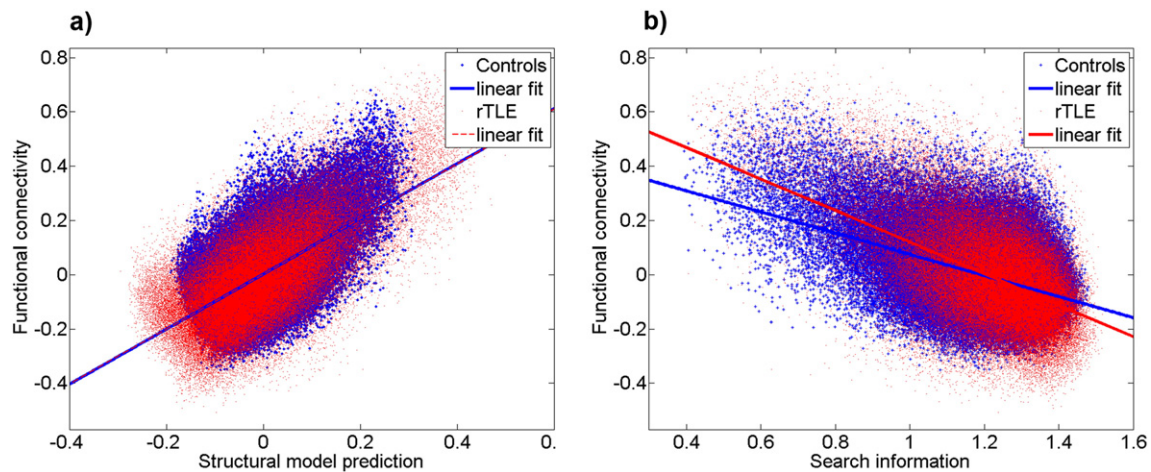 a)
0.8
0.6
0.4
0.2
0
-0.2
-0.4
Functional connectivity
Controls
linear fit
rTLE
linear fit
-0.4
-0.2
0
0.2
0.4
0.
Structural model prediction
b)
0.8
0.6
0.4
0.2
0
-0.2
-0.4
Functional connectivity
Controls
linear fit
rTLE
linear fit
0.4
0.6
0.8
1
1.2
1.4
1.6
Search information